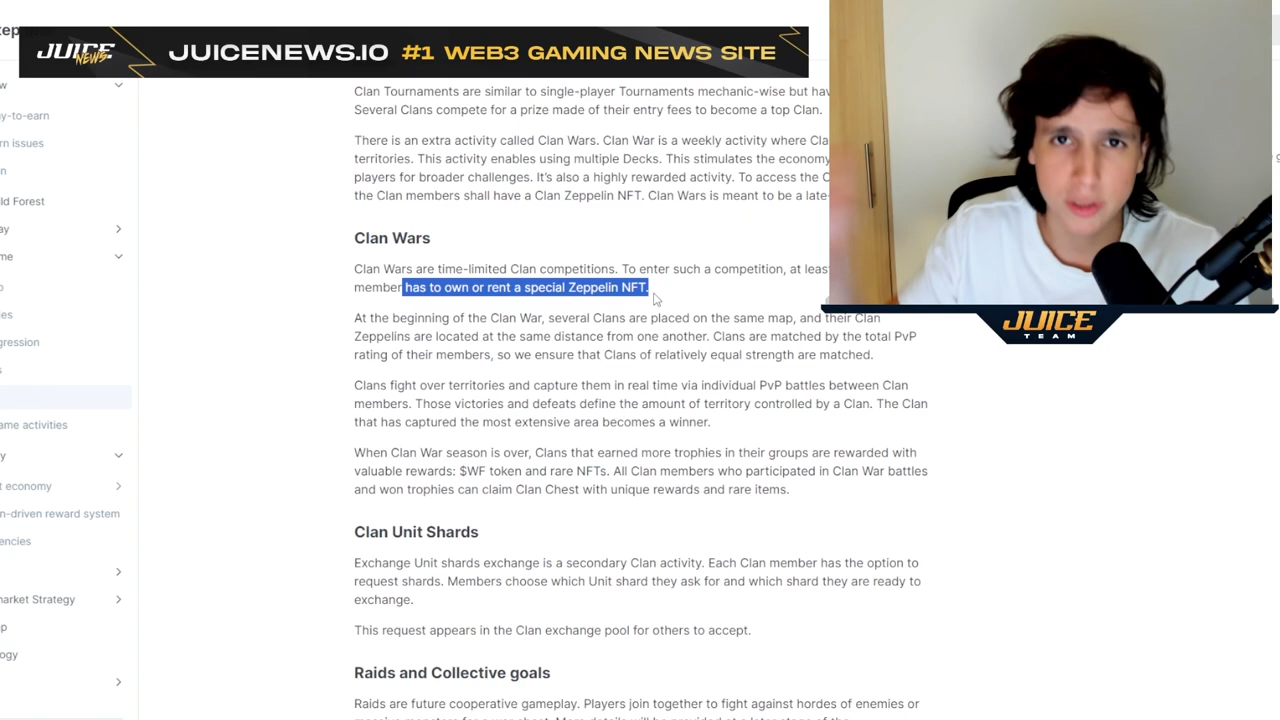 JUICE NEWS. JUICENEWS.IO #1 WEB3 GAMING NEWS SITE
Clan Tournaments are similar to single-player Tournaments mechanic-wise but
Several Clans compete for a prize made of their entry fees to become a top Clan.
y-to-earn
There is an extra activity called Clan Wars. Clan War is a weekly activity where
rn issues
territories. This activity enables using multiple Decks. This stimulates the economy
players for broader challenges. It's also a highly rewarded activity. To access the
the Clan members shall have a Clan Zeppelin NFT. Clan Wars is meant to be a late-
ld Forest
ay
Clan Wars
me
Clan Wars are time-limited Clan competitions. To enter such a competition, at least
member has to own or rent a special Zeppelin NFT.
ies
At the beginning of the Clan War, several Clans are placed on the same map, and their Clan
JUICE
TEAM
Zeppelins are located at the same distance from one another. Clans are matched by the total PvP
gression
rating of their members, so we ensure that Clans of relatively equal strength are matched.
Clans fight over territories and capture them in real time via individual PvP battles between Clan
members. Those victories and defeats define the amount of territory controlled by a Clan. The Clan
that has captured the most extensive area becomes a winner.
ame activities
When Clan War season is over, Clans that earned more trophies in their groups are rewarded with
valuable rewards: $WF token and rare NFTs. All Clan members who participated in Clan War battles
t economy
and won trophies can claim Clan Chest with unique rewards and rare items.
n-driven reward system
Clan Unit Shards
encies
Exchange Unit shards exchange is a secondary Clan activity. Each Clan member has the option to
request shards. Members choose which Unit shard they ask for and which shard they are ready to
exchange.
market Strategy
This request appears in the Clan exchange pool for others to accept.
ogy
Raids and Collective goals
Raids are future cooperative gameplay. Players join together to fight against hordes of enemies or